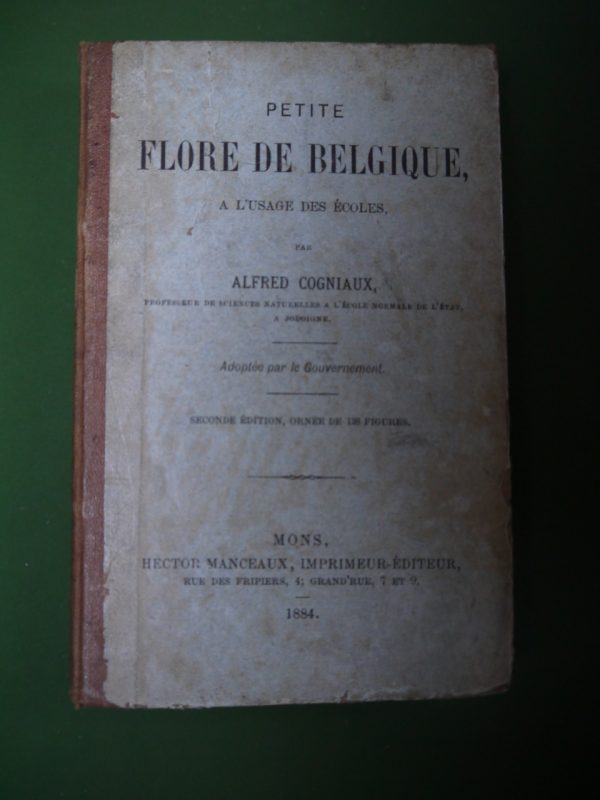 PETITE
FLORE DE BELGIQUE,
A L'USAGE DES ÉCOLES,
PAR
ALFRED COGNIAUX,
PROFESSEUR DE SCIENCES NATURELLES A L'ÉCOLE NORMALE DE L'ÉTAT,
A JODOIGNE.
Adoptée par le Gouvernement.
SECONDE ÉDITION, ORNÉE DE 138 FIGURES.
MONS,
HECTOR MANCEAUX, IMPRIMEUR-ÉDITEUR,
RUE DES FRIPIERS, 4; GRAND'RUE, 7 ET 9.
1884.